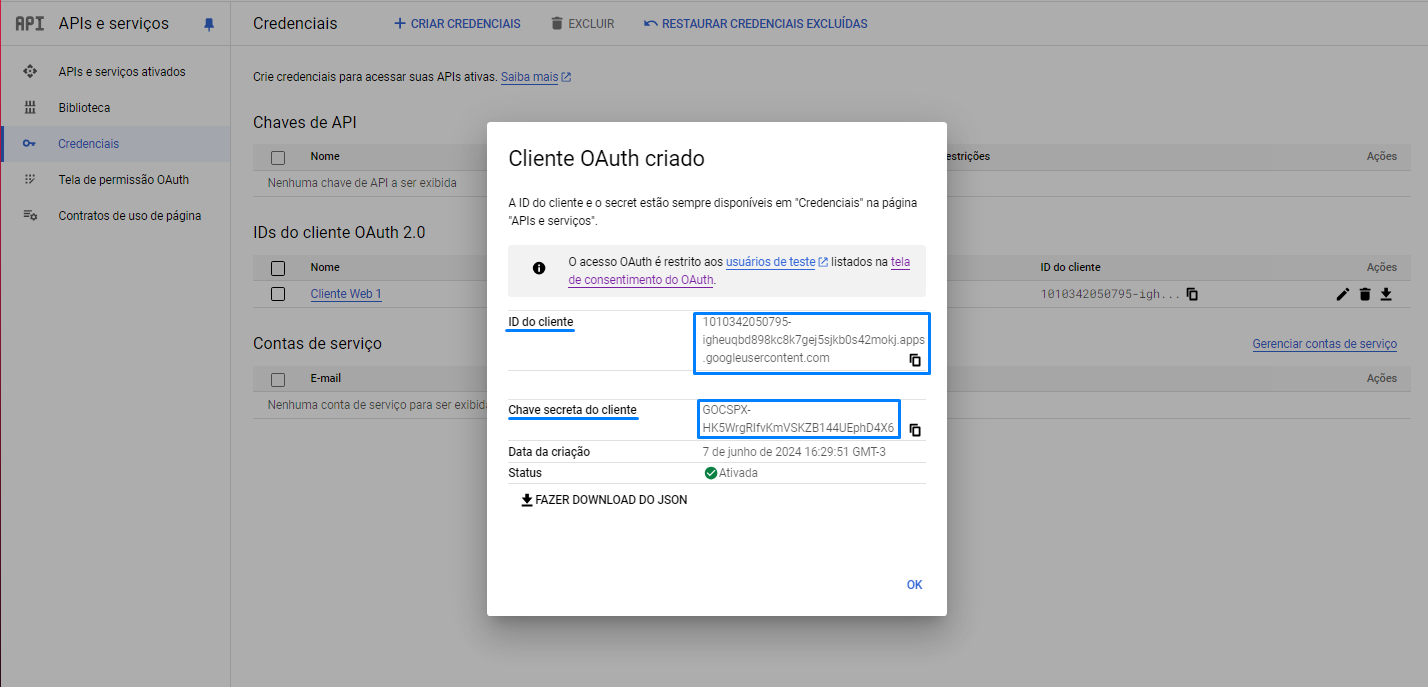 API APIs e serviços
Credenciais
CRIAR CREDENCIAIS
EXCLUIR
RESTAURAR CREDENCIAIS EXCLUÍDAS
APIs e serviços ativados
Biblioteca
Credenciais
Tela de permissão OAuth
Contratos de uso de página
Crie credenciais para acessar suas APIs ativas. Saiba mais
Chaves de API
Nome
estrições
Ações
Nenhuma chave de API a ser exibida
IDs do cliente OAuth 2.0
Nome
ID do cliente
Ações
Cliente Web 1
1010342050795-igh...
Contas de serviço
Gerenciar contas de serviço
E-mail
Ações
Nenhuma conta de serviço para ser exibida
Cliente OAuth criado
A ID do cliente e o secret estão sempre disponíveis em "Credenciais" na página
"APIs e serviços".
O acesso OAuth é restrito aos usuários de teste listados na tela
de consentimento do OAuth.
ID do cliente
1010342050795-
igheuqbd898kc8k7gej5sjkb0s42mokj.apps
.googleusercontent.com
Chave secreta do cliente
GOCSPX-
HK5WrgRIfvKmVSKZB144UEphD4X6
Data da criação
7 de junho de 2024 16:29:51 GMT-3
Status
Ativada
FAZER DOWNLOAD DO JSON
OK